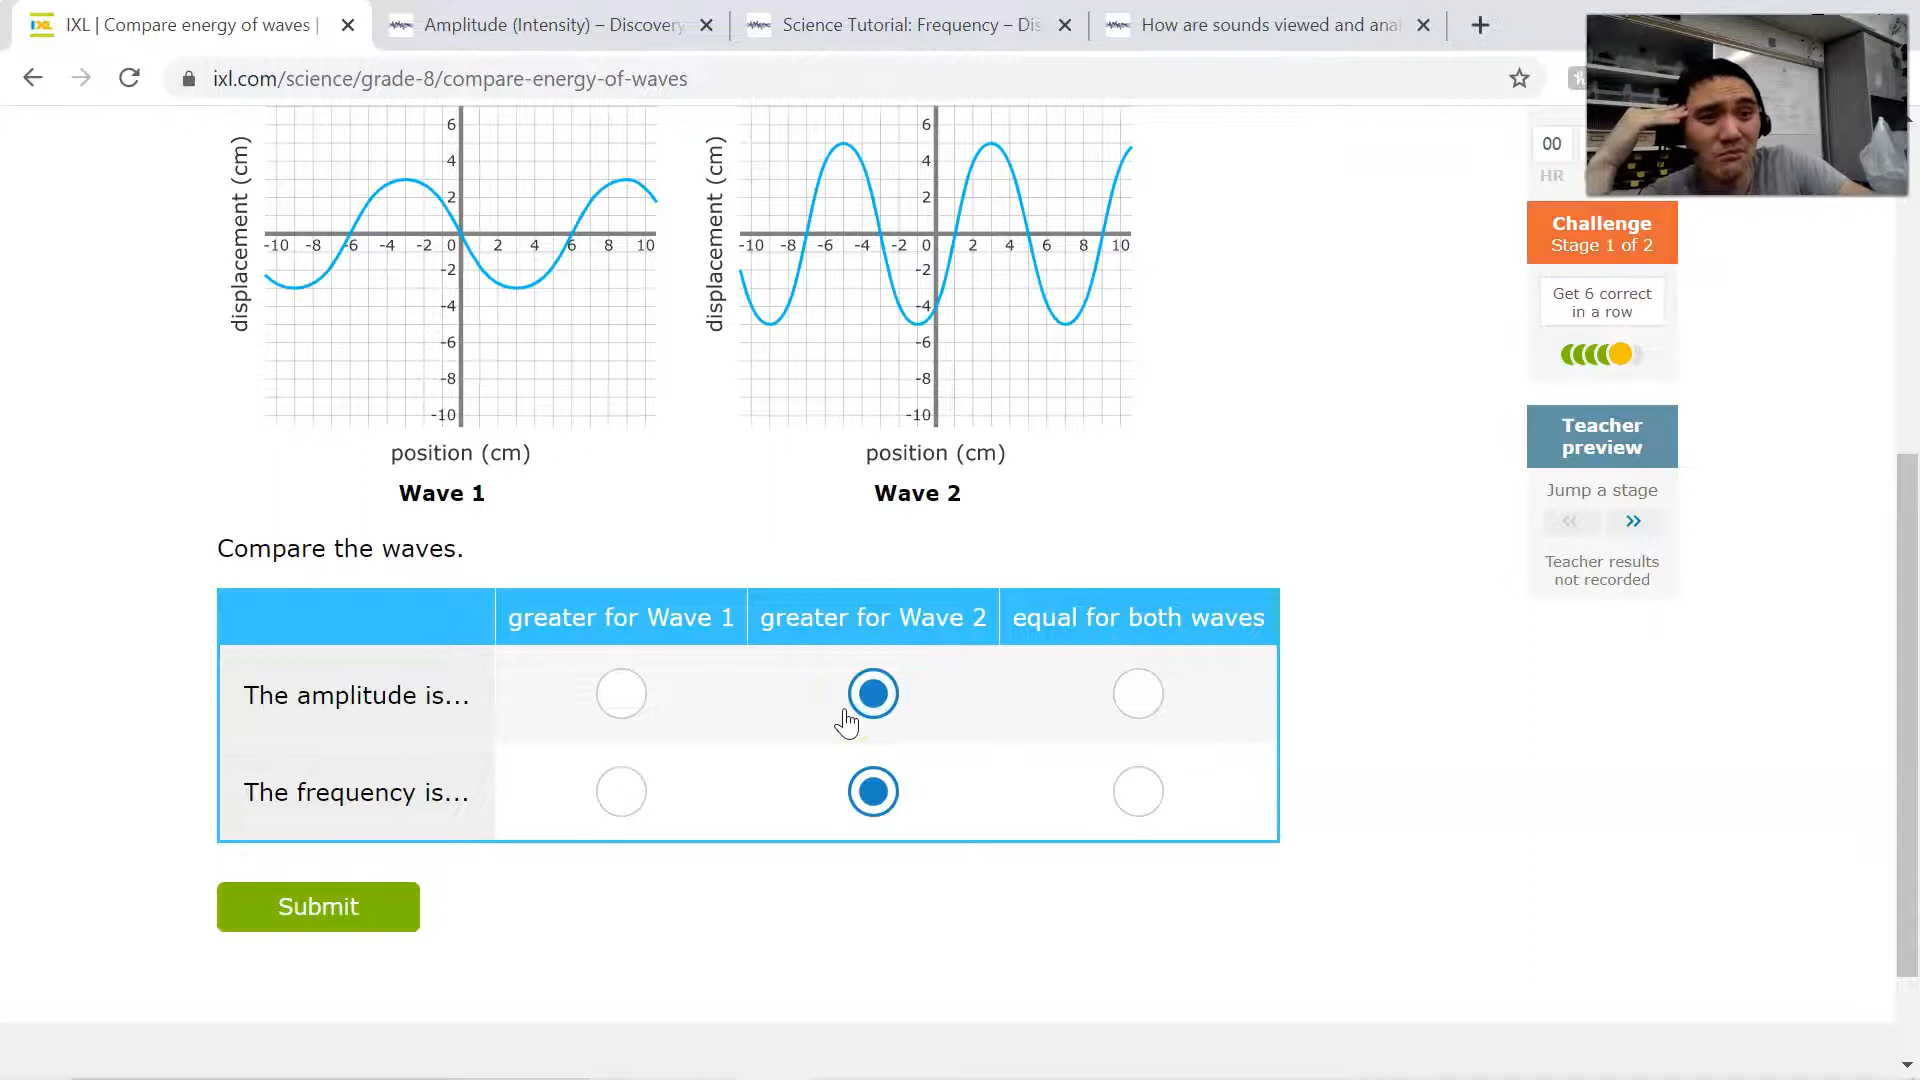 IXL | Compare energy of waves |
Amplitude (Intensity) – Discovery
Science Tutorial: Frequency – Dis
How are sounds viewed and anal
ixl.com/science/grade-8/compare-energy-of-waves
displacement (cm)
6
4
2
-10 -8 -6 -4 -2 0 2 4 6 8 10
-2
-4
-6
-8
-10
position (cm)
Wave 1
displacement (cm)
6
4
2
-10 -8 -6 -4 -2 0 2 4 6 8 10
-2
-4
-6
-8
-10
position (cm)
Wave 2
Compare the waves.
greater for Wave 1 greater for Wave 2 equal for both waves
The amplitude is...
The frequency is...
Submit
00
HR
Challenge
Stage 1 of 2
Get 6 correct
in a row
Teacher
preview
Jump a stage
Teacher results
not recorded